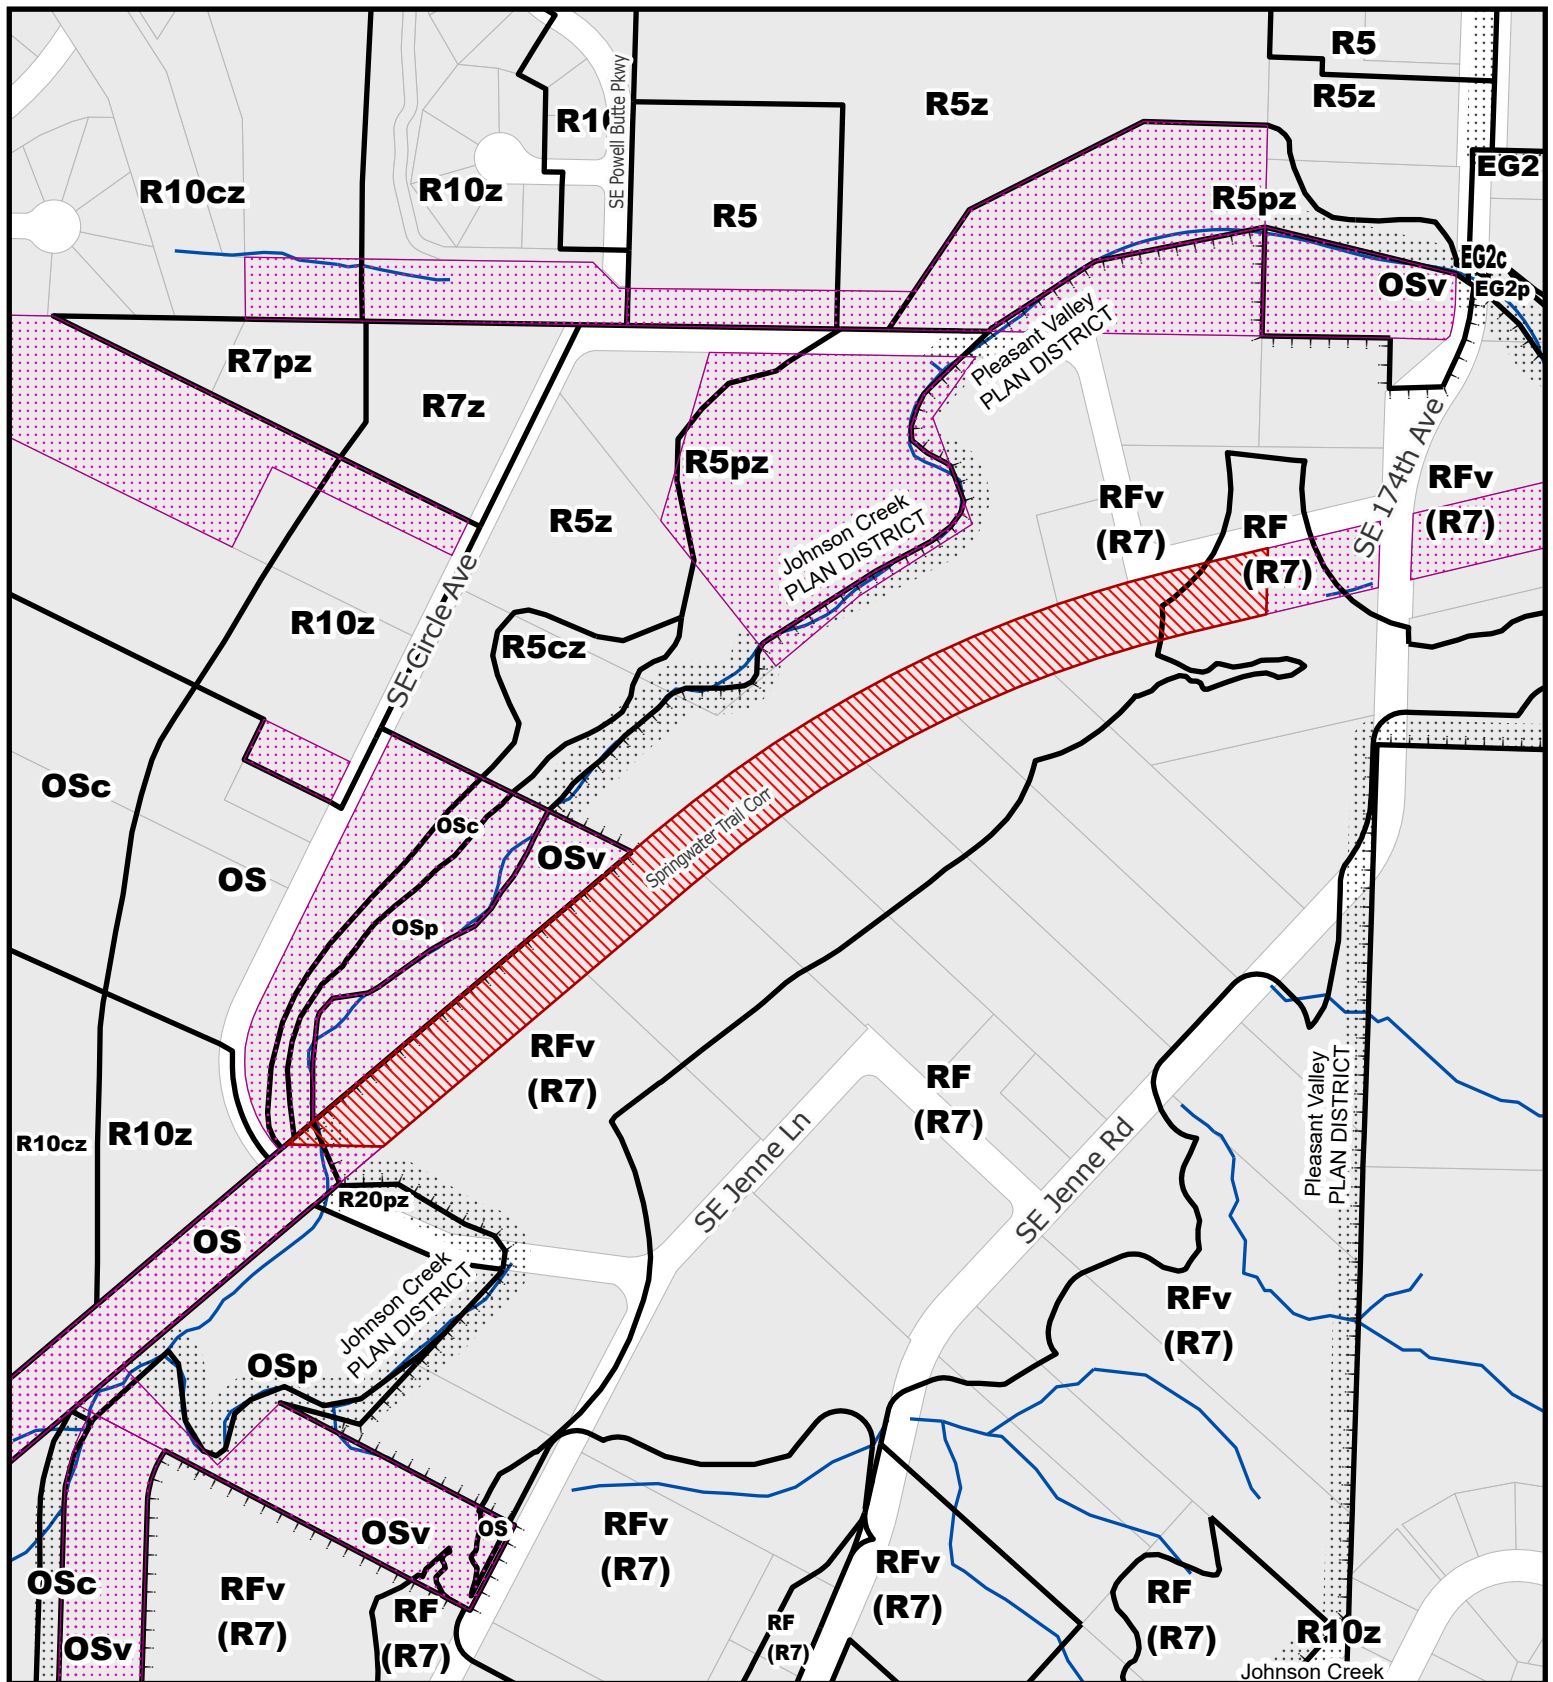 R5
R5z
R5z
R10
SE Powell Butte Pkwy
EG2
R10cz
R10z
R5
R5pz
EG2c
OSv
EG2p
R7pz
R7z
Pleasant Valley
PLAN DISTRICT
SE 174th Ave
R5pz
R5z
RFv
(R7)
RF
(R7)
RFv
(R7)
Johnson Creek
PLAN DISTRICT
SE Circle Ave
R10z
R5cz
OSc
OSc
OSv
Springwater Trail Corr
OS
OSp
RFv
(R7)
RF
(R7)
Pleasant Valley
PLAN DISTRICT
R10cz
R10z
SE Jenne Ln
SE Jenne Rd
R20pz
OS
Johnson Creek
PLAN DISTRICT
RFv
(R7)
OSp
OSv
OS
RFv
(R7)
RFv
(R7)
OSc
RFv
(R7)
RF
(R7)
RF
(R7)
RF
(R7)
R10z
OSv
Johnson Creek